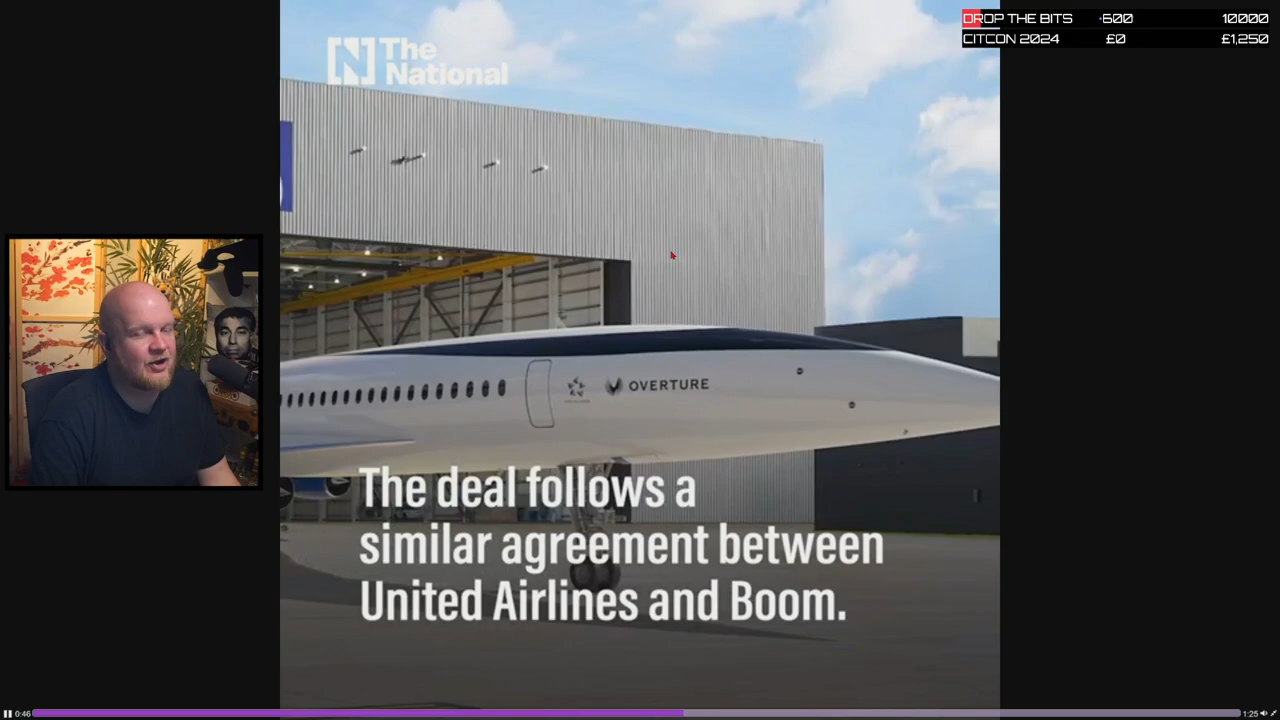 The
National
DROP THE BITS 600 10000
CITCON 2024 £0 £1,250
OVERTURE
The deal follows a
similar agreement between
United Airlines and Boom.
0:46 1:25